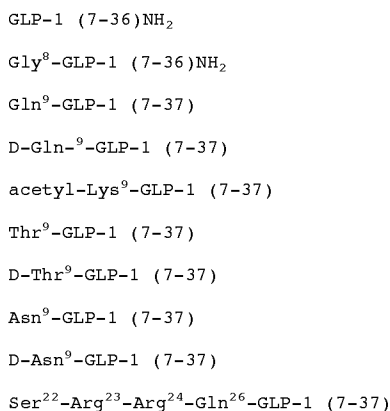 GLP-1 (7-36)NH₂
Gly⁸-GLP-1 (7-36)NH₂
Gln⁹-GLP-1 (7-37)
D-Gln-⁹-GLP-1 (7-37)
acetyl-Lys⁹-GLP-1 (7-37)
Thr⁹-GLP-1 (7-37)
D-Thr⁹-GLP-1 (7-37)
Asn⁹-GLP-1 (7-37)
D-Asn⁹-GLP-1 (7-37)
Ser²²-Arg²³-Arg²⁴-Gln²⁶-GLP-1 (7-37)